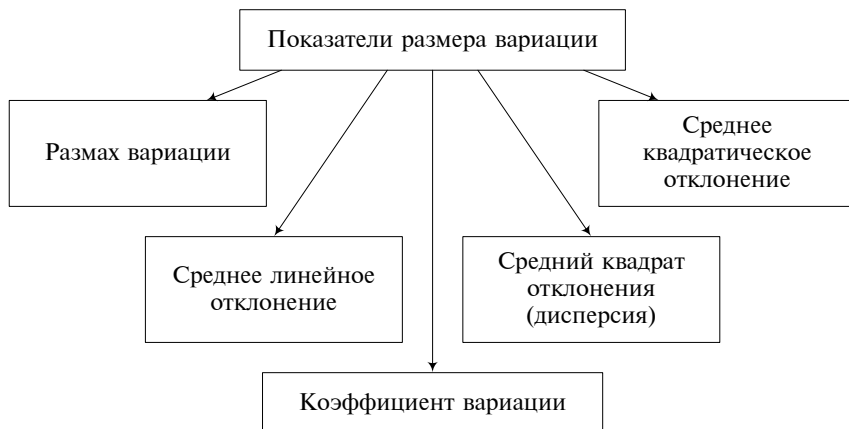 Показатели размера вариации
Размах вариации
Среднее
квадратическое
отклонение
Среднее линейное
отклонение
Средний квадрат
отклонения
(дисперсия)
Коэффициент вариации